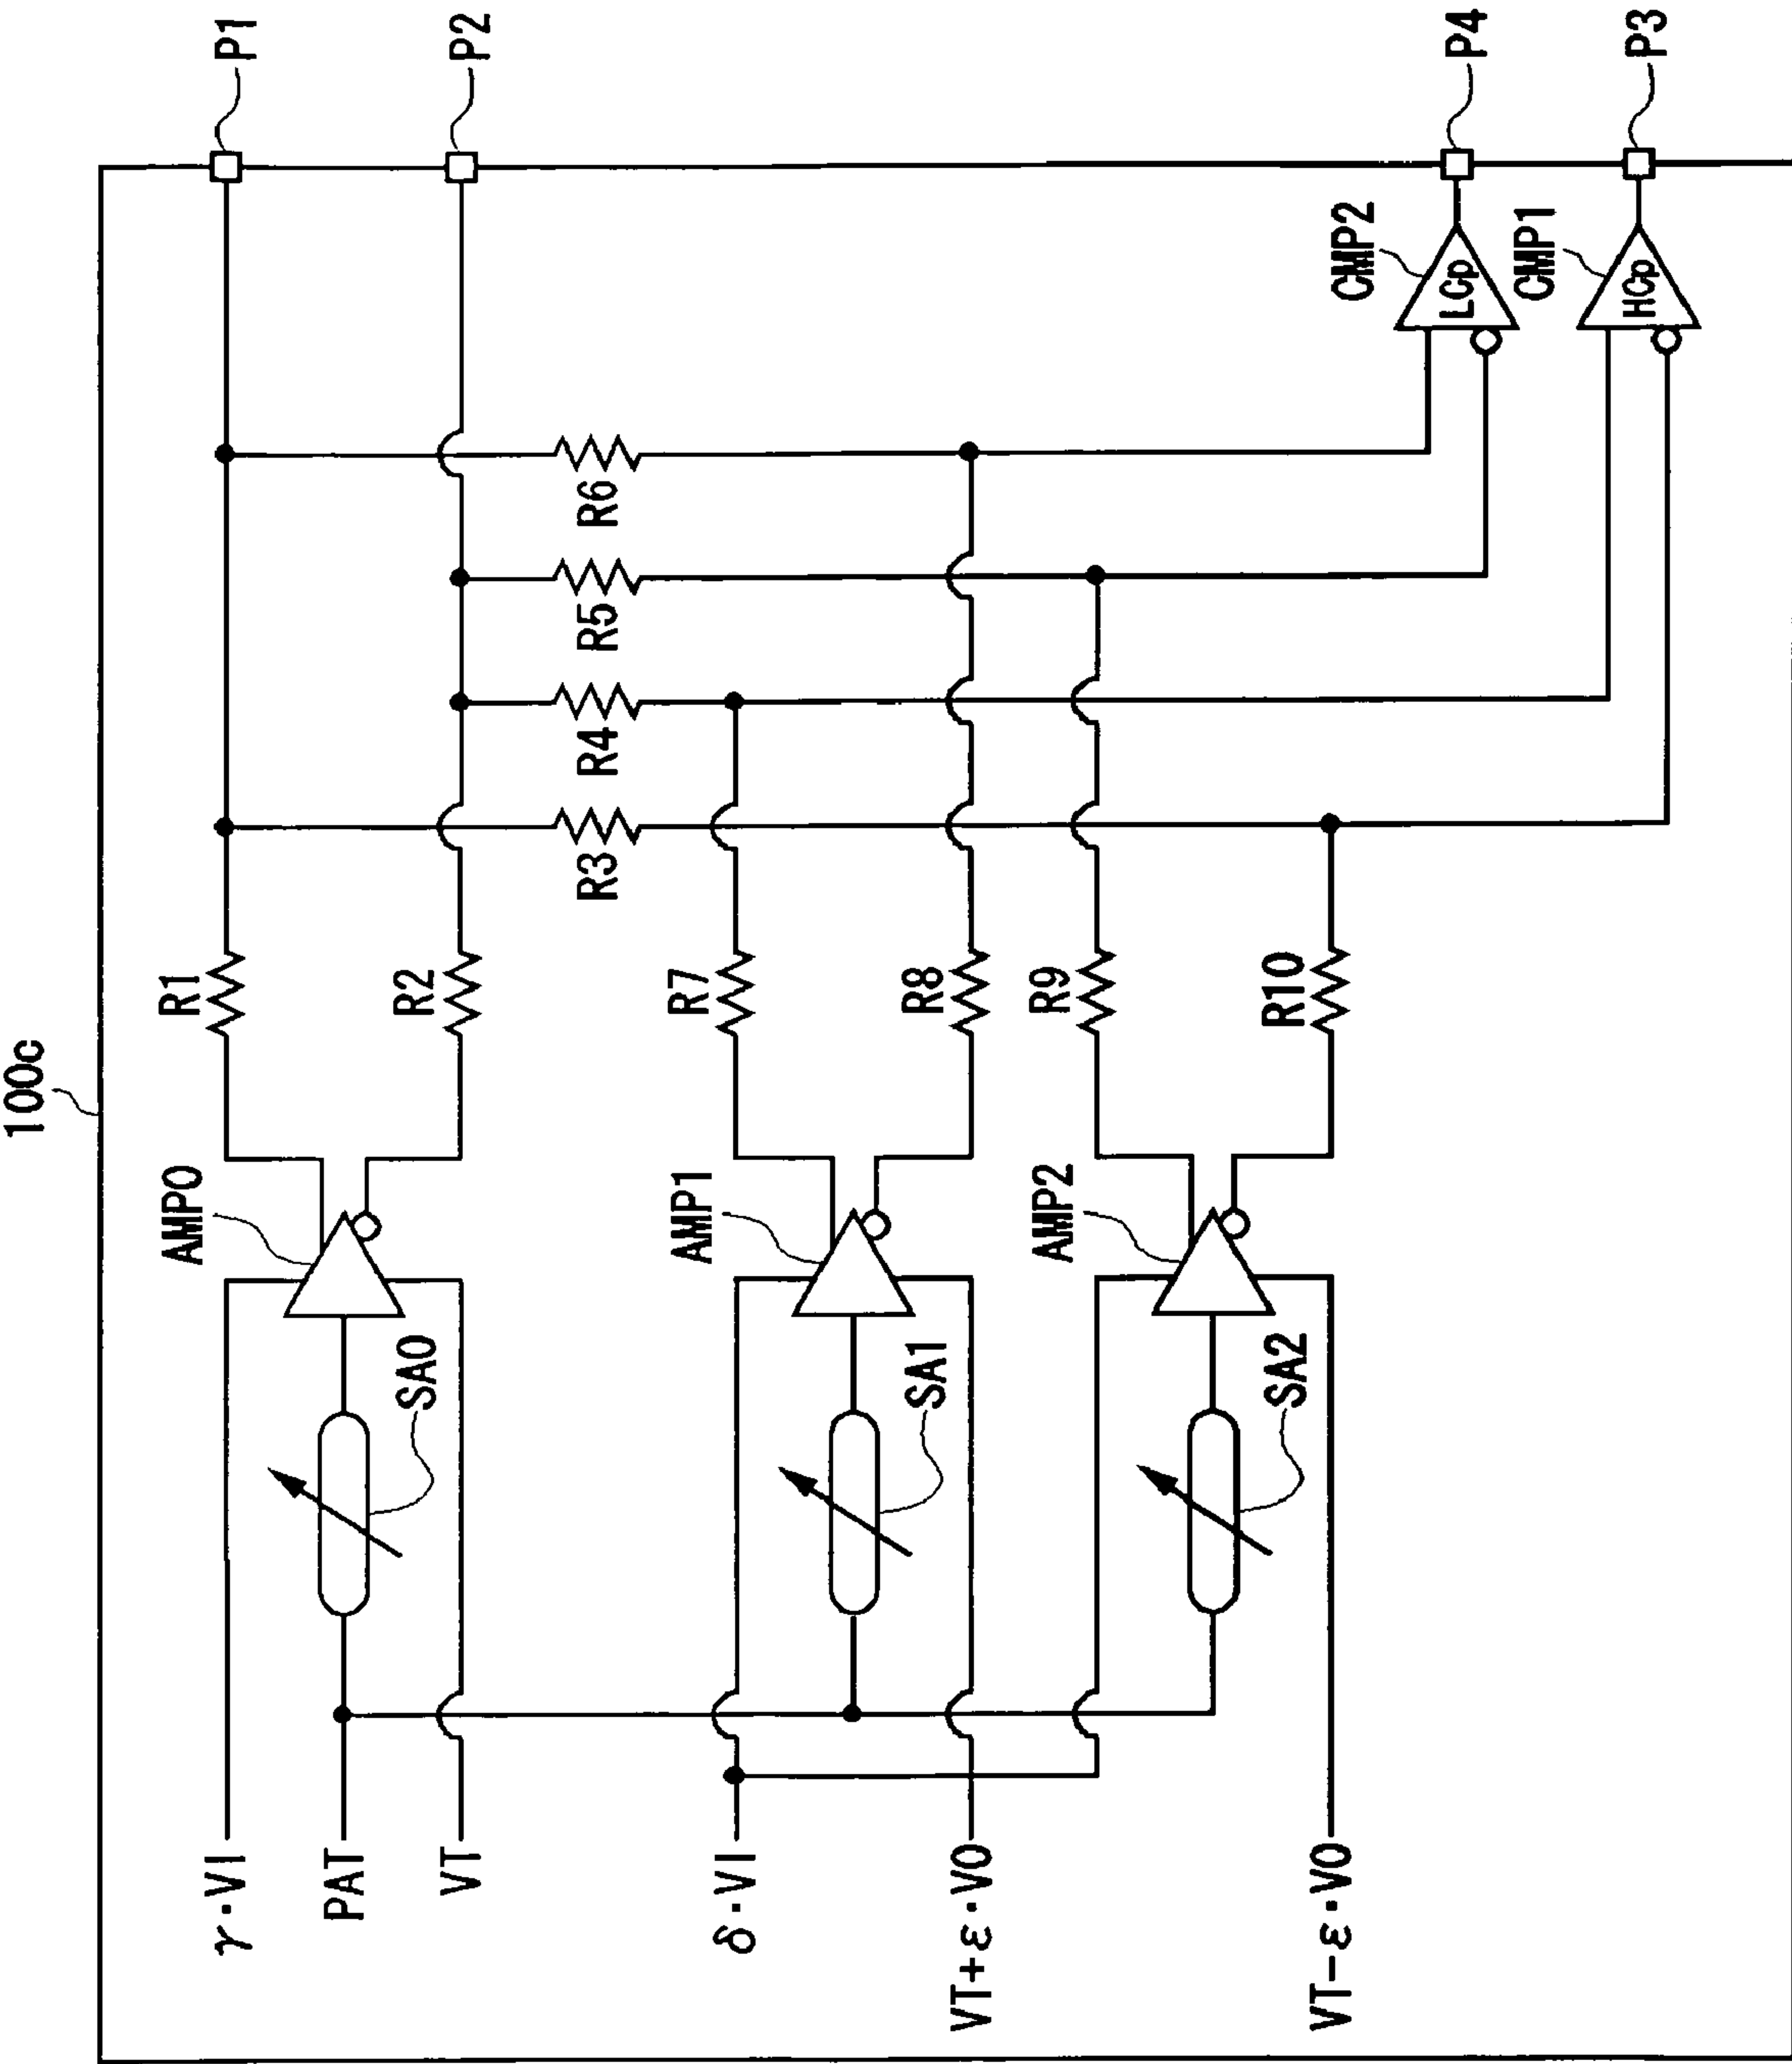 100c
P1
P2
P4
P3
R1
R2
R3
R4
R5
R6
R7
R8
R9
R10
AMP0
AMP1
AMP2
SA0
SA1
SA2
CMP2
LCp
CMP1
HCp
γ·VI
PAT
VT
δ·VI
VT+ε·VO
VT−ε·VO